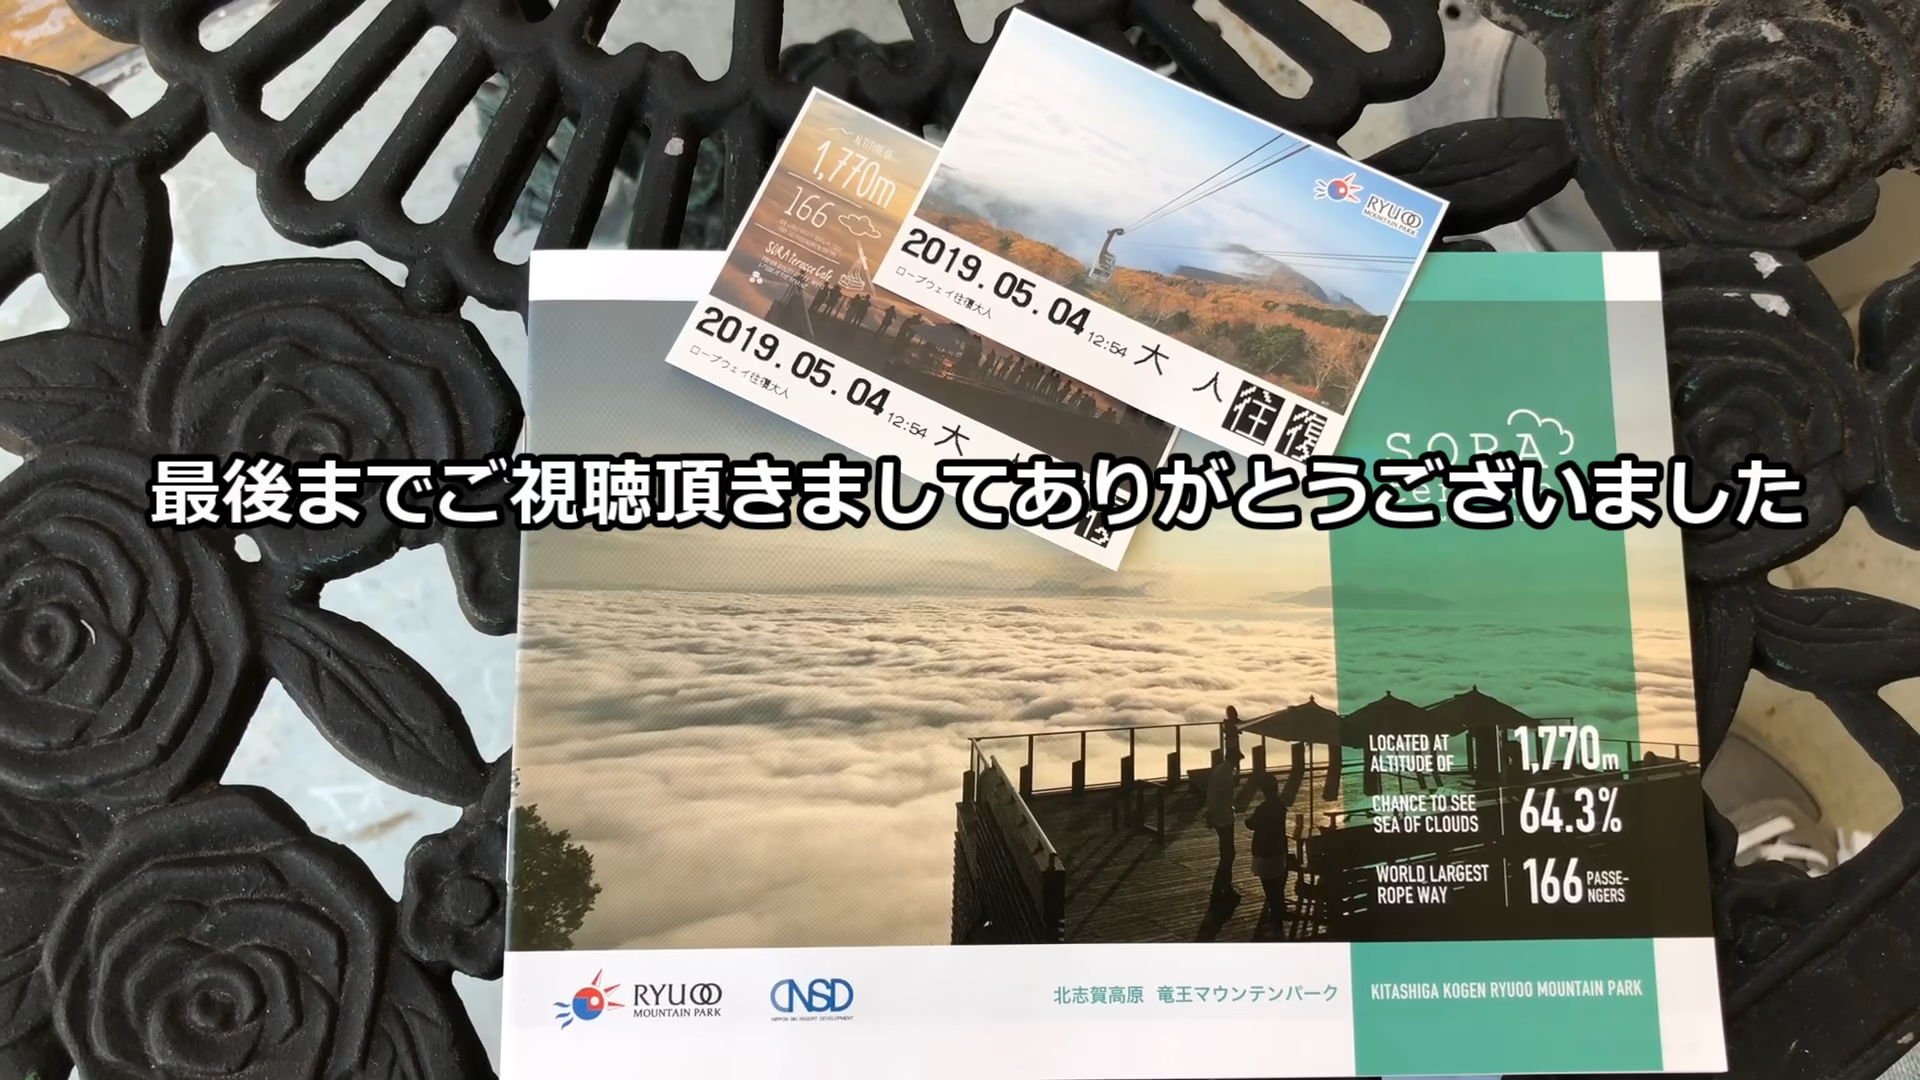 ALTITUDE OF
1,770m
166
SORA terrace Cafe
2019.05.04 12:54 大
ロープウェイ往復大人
RYUOO
MOUNTAIN PARK
2019.05.04 12:54 大人 往復
ロープウェイ往復大人
SORA
最後までご視聴頂きましてありがとうございました
LOCATED AT
ALTITUDE OF
1,770m
CHANCE TO SEE
SEA OF CLOUDS
64.3%
WORLD LARGEST
ROPE WAY
166 PASSE-
NGERS
RYUOO
MOUNTAIN PARK
NSD
NIPPON SKI RESORT DEVELOPMENT
北志賀高原 竜王マウンテンパーク
KITASHIGA KOGEN RYUOO MOUNTAIN PARK